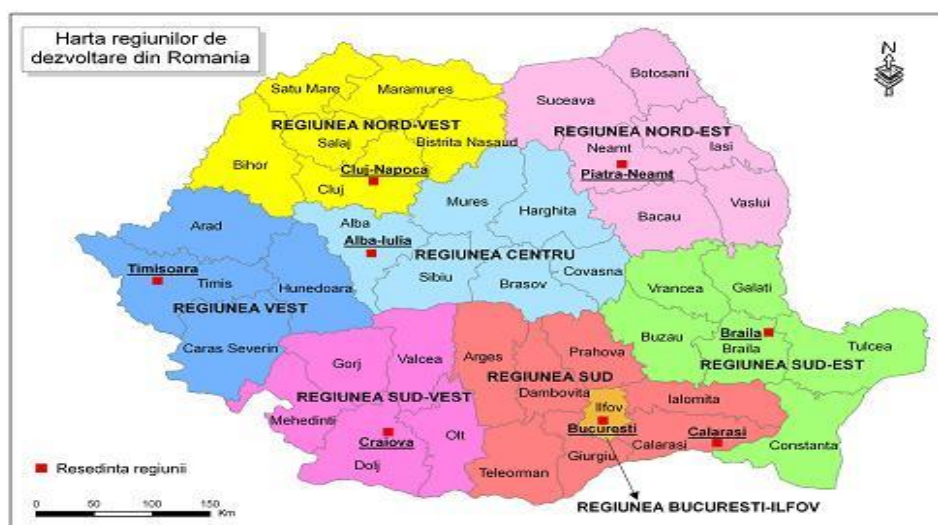 Harta regiunilor de
dezvoltare din Romania
N
Satu Mare
Maramures
Botosani
Suceava
REGIUNEA NORD-VEST
REGIUNEA NORD-EST
Salaj
Bistrita Nasaud
Neamt
Iasi
Bihor
Cluj-Napoca
Piatra-Neamt
Cluj
Mures
Harghita
Bacau
Vaslui
Arad
Alba
Alba-Iulia
REGIUNEA CENTRU
Timisoara
Timis
Hunedoara
Sibiu
Brasov
Covasna
Vrancea
Galati
REGIUNEA VEST
Caras Severin
Gorj
Valcea
Arges
Prahova
Buzau
Braila
Braila
Tulcea
REGIUNEA SUD
REGIUNEA SUD-EST
REGIUNEA SUD-VEST
Dambovita
Ilfov
Ialomita
Mehedinti
Craiova
Olt
Bucuresti
Calarasi
Calarasi
Constanta
Dolj
Teleorman
Giurgiu
Resedinta regiunii
REGIUNEA BUCURESTI-ILFOV
0 50 100 150
Km